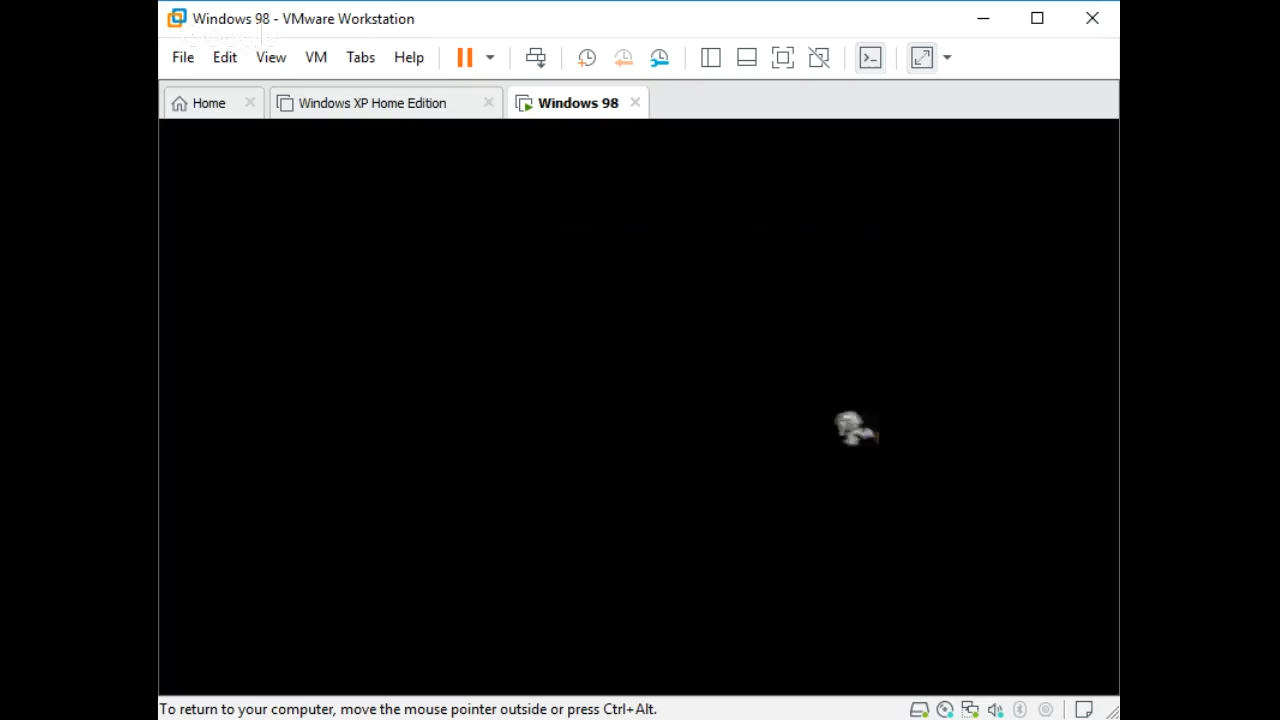 Windows 98 - VMware Workstation
Google
File Edit View VM Tabs Help
Home Windows XP Home Edition Windows 98
To return to your computer, move the mouse pointer outside or press Ctrl+Alt.